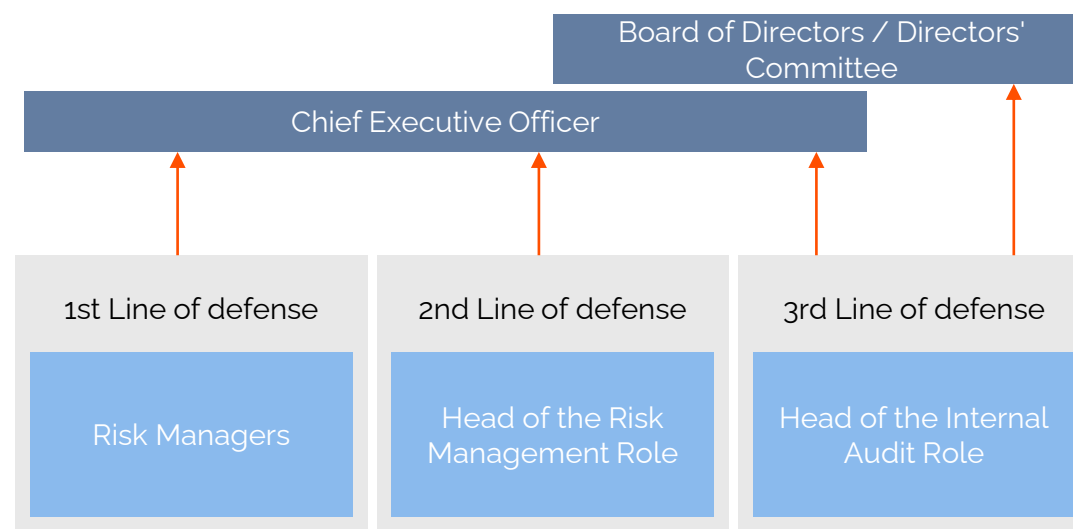 Board of Directors / Directors'
Committee
Chief Executive Officer
1st Line of defense
2nd Line of defense
3rd Line of defense
Risk Managers
Head of the Risk
Management Role
Head of the Internal
Audit Role